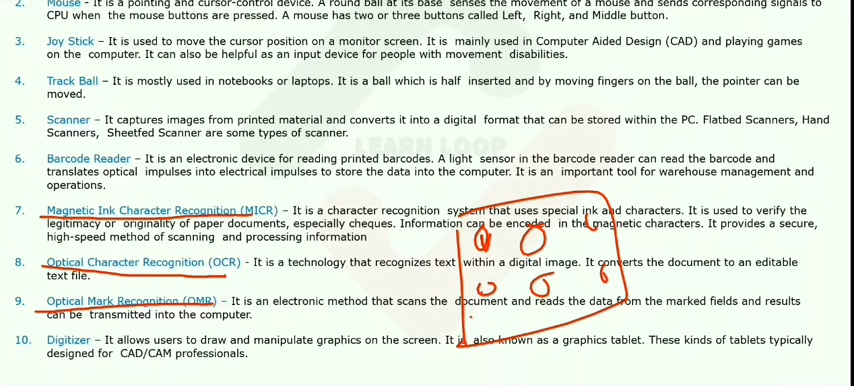 2. Mouse - It is a pointing and cursor-control device. A round ball at its base senses the movement of a mouse and sends corresponding signals to
CPU when the mouse buttons are pressed. A mouse has two or three buttons called Left, Right, and Middle button.
3. Joy Stick – It is used to move the cursor position on a monitor screen. It is mainly used in Computer Aided Design (CAD) and playing games
on the computer. It can also be helpful as an input device for people with movement disabilities.
4. Track Ball – It is mostly used in notebooks or laptops. It is a ball which is half inserted and by moving fingers on the ball, the pointer can be
moved.
5. Scanner – It captures images from printed material and converts it into a digital format that can be stored within the PC. Flatbed Scanners, Hand
Scanners, Sheetfed Scanner are some types of scanner.
LEARN LOOP
6. Barcode Reader – It is an electronic device for reading printed barcodes. A light sensor in the barcode reader can read the barcode and
translates optical impulses into electrical impulses to store the data into the computer. It is an important tool for warehouse management and
operations.
7. Magnetic Ink Character Recognition (MICR) – It is a character recognition system that uses special ink and characters. It is used to verify the
legitimacy or originality of paper documents, especially cheques. Information can be encoded in the magnetic characters. It provides a secure,
high-speed method of scanning and processing information
8. Optical Character Recognition (OCR) - It is a technology that recognizes text within a digital image. It converts the document to an editable
text file.
9. Optical Mark Recognition (OMR) – It is an electronic method that scans the document and reads the data from the marked fields and results
can be transmitted into the computer.
10. Digitizer – It allows users to draw and manipulate graphics on the screen. It is also known as a graphics tablet. These kinds of tablets typically
designed for CAD/CAM professionals.